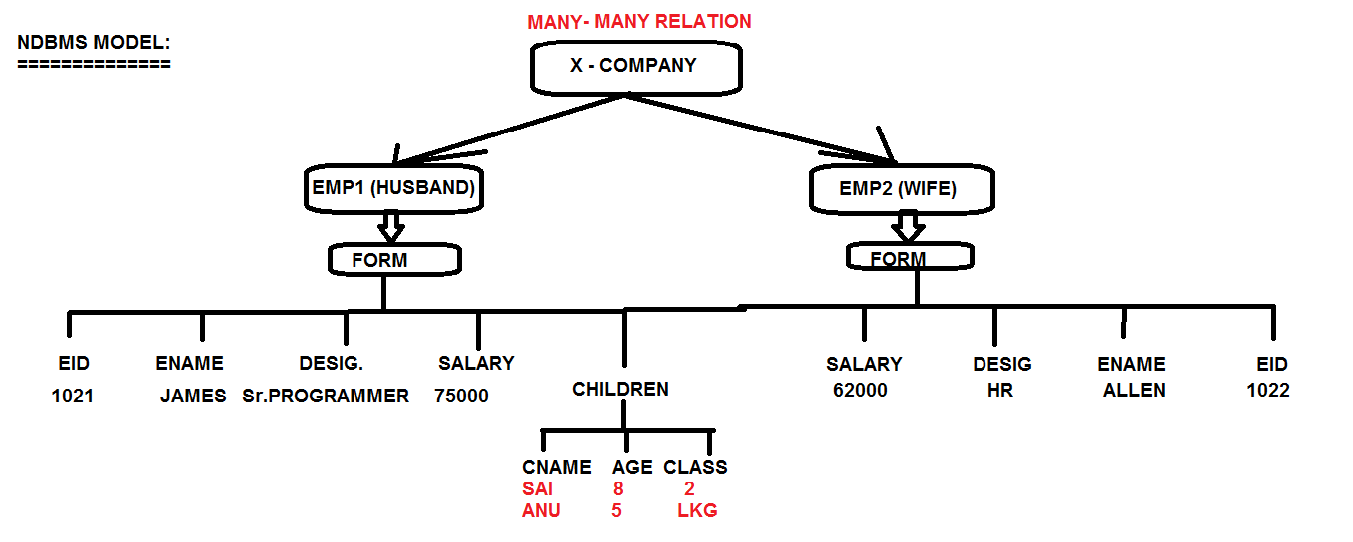 MANY- MANY RELATION
NDBMS MODEL:
==============
X - COMPANY
EMP1 (HUSBAND)
EMP2 (WIFE)
FORM
FORM
EID ENAME DESIG. SALARY
1021 JAMES Sr.PROGRAMMER 75000
CHILDREN
SALARY DESIG ENAME EID
62000 HR ALLEN 1022
CNAME AGE CLASS
SAI 8 2
ANU 5 LKG